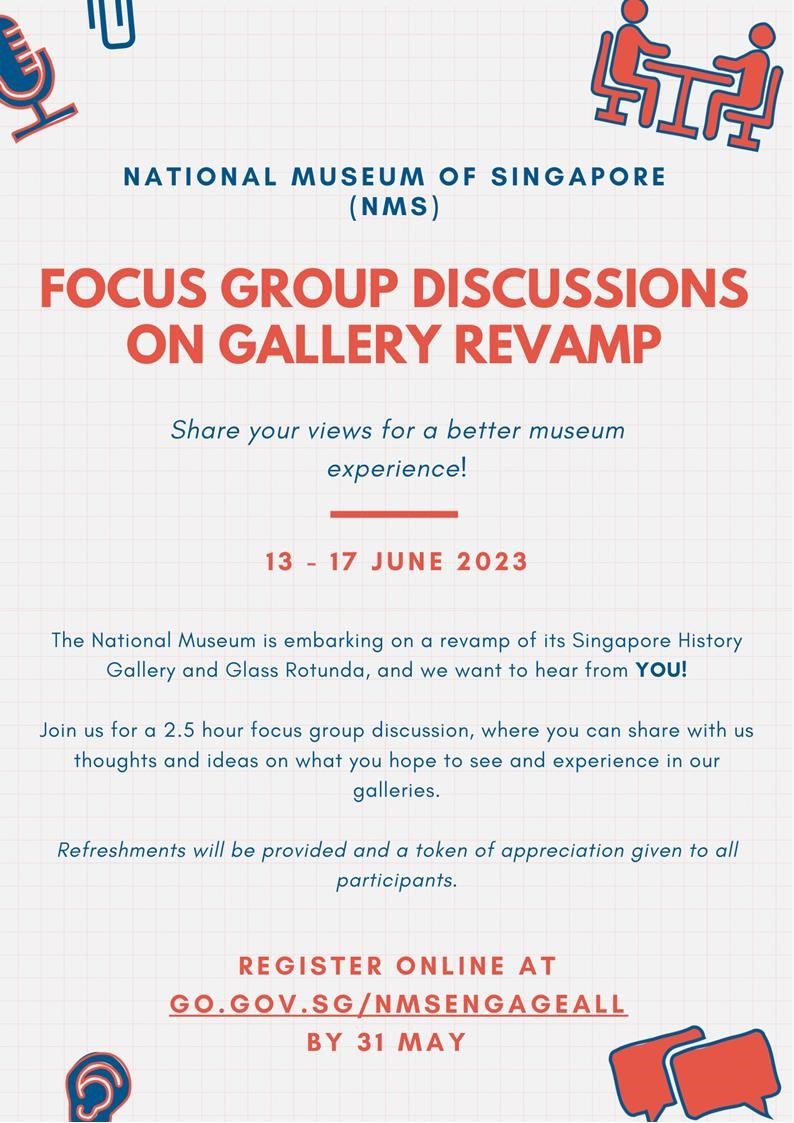 NATIONAL MUSEUM OF SINGAPORE
(NMS)
FOCUS GROUP DISCUSSIONS
ON GALLERY REVAMP
Share your views for a better museum
experience!
13 - 17 JUNE 2023
The National Museum is embarking on a revamp of its Singapore History
Gallery and Glass Rotunda, and we want to hear from YOU!
Join us for a 2.5 hour focus group discussion, where you can share with us
thoughts and ideas on what you hope to see and experience in our
galleries.
Refreshments will be provided and a token of appreciation given to all
participants.
REGISTER ONLINE AT
GO.GOV.SG/NMSENGAGEALL
BY 31 MAY